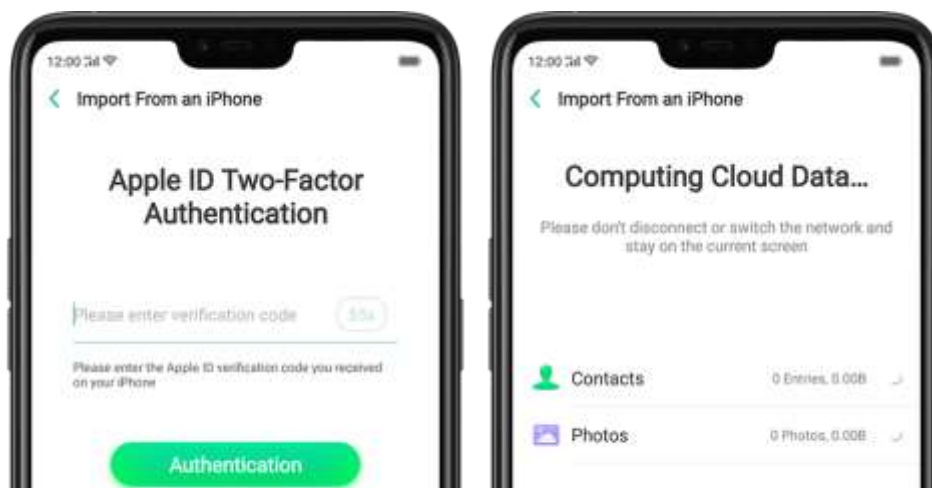 12:00
Import From an iPhone
Apple ID Two-Factor
Authentication
Please enter verification code
Please enter the Apple ID verification code you received
on your iPhone
Authentication
12:00
Import From an iPhone
Computing Cloud Data...
Please don't disconnect or switch the network and
stay on the current screen
Contacts 0 Entries, 0.00B
Photos 0 Photos, 0.00B